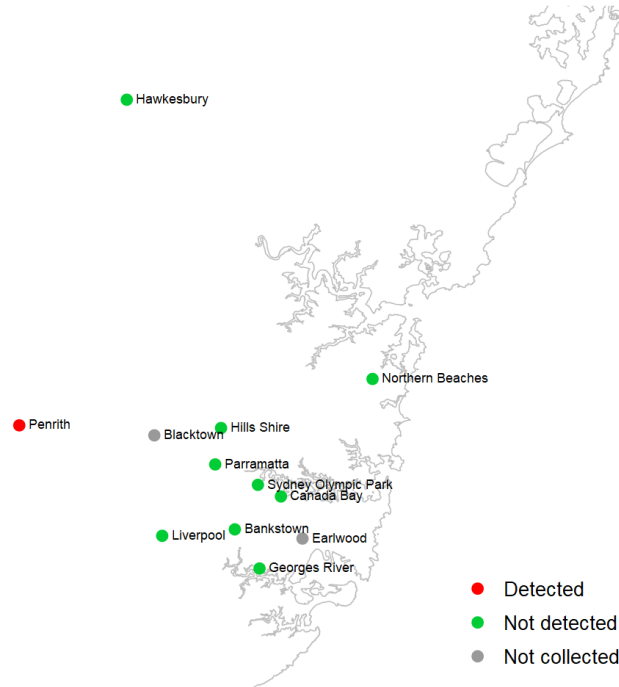 Hawkesbury
Northern Beaches
Penrith
Hills Shire
Blacktown
Parramatta
Sydney Olympic Park
Canada Bay
Bankstown
Liverpool
Earlwood
Georges River
Detected
Not detected
Not collected